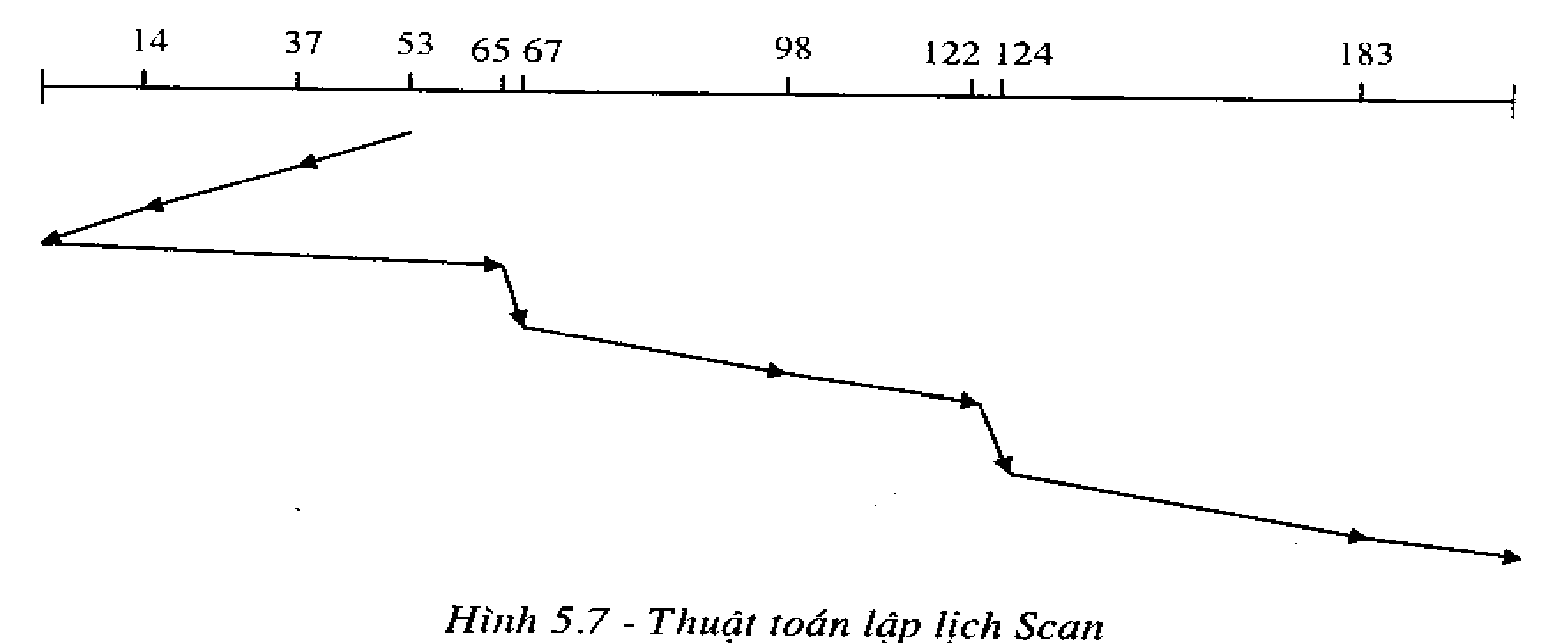 14 37 53 65 67 98 122 124 183
Hình 5.7 - Thuật toán lập lịch Scan